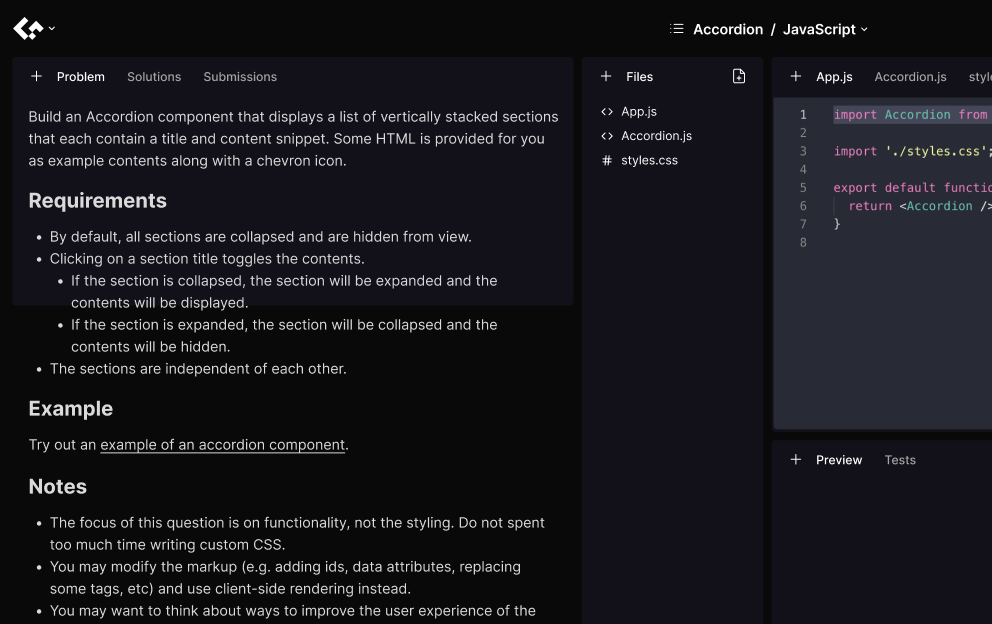 Accordion / JavaScript
Problem Solutions Submissions
Build an Accordion component that displays a list of vertically stacked sections
that each contain a title and content snippet. Some HTML is provided for you
as example contents along with a chevron icon.
Requirements
• By default, all sections are collapsed and are hidden from view.
• Clicking on a section title toggles the contents.
• If the section is collapsed, the section will be expanded and the
contents will be displayed.
• If the section is expanded, the section will be collapsed and the
contents will be hidden.
• The sections are independent of each other.
Example
Try out an example of an accordion component.
Notes
• The focus of this question is on functionality, not the styling. Do not spent
too much time writing custom CSS.
• You may modify the markup (e.g. adding ids, data attributes, replacing
some tags, etc) and use client-side rendering instead.
• You may want to think about ways to improve the user experience of the
Files
<> App.js
<> Accordion.js
# styles.css
App.js Accordion.js style
1 import Accordion from
2
3 import './styles.css';
4
5 export default functio
6 return <Accordion />
7 }
8
Preview Tests